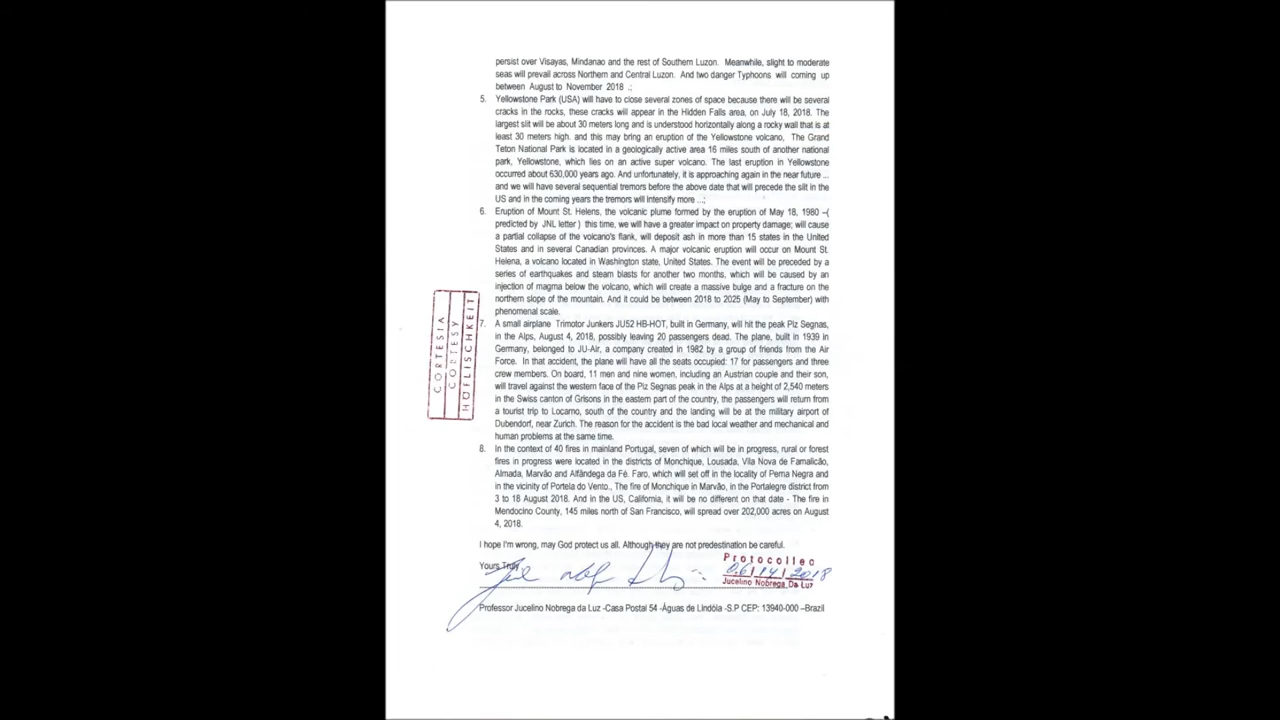 persist over Visayas, Mindanao and the rest of Southern Luzon. Meanwhile, slight to moderate
seas will prevail across Northern and Central Luzon. And two danger Typhoons will coming up
between August to November 2018 .;
5. Yellowstone Park (USA) will have to close several zones of space because there will be several
cracks in the rocks, these cracks will appear in the Hidden Falls area, on July 18, 2018. The
largest slit will be about 30 meters long and is understood horizontally along a rocky wall that is at
least 30 meters high. and this may bring an eruption of the Yellowstone volcano, The Grand
Teton National Park is located in a geologically active area 16 miles south of another national
park, Yellowstone, which lies on an active super volcano. The last eruption in Yellowstone
occurred about 630,000 years ago. And unfortunately, it is approaching again in the near future ...
and we will have several sequential tremors before the above date that will precede the slit in the
US and in the coming years the tremors will intensify more ...;
6. Eruption of Mount St. Helens, the volcanic plume formed by the eruption of May 18, 1980 –(
predicted by JNL letter ) this time, we will have a greater impact on property damage; will cause
a partial collapse of the volcano's flank, will deposit ash in more than 15 states in the United
States and in several Canadian provinces. A major volcanic eruption will occur on Mount St.
Helena, a volcano located in Washington state, United States. The event will be preceded by a
series of earthquakes and steam blasts for another two months, which will be caused by an
injection of magma below the volcano, which will create a massive bulge and a fracture on the
northern slope of the mountain. And it could be between 2018 to 2025 (May to September) with
phenomenal scale.
7. A small airplane Trimotor Junkers JU52 HB-HOT, built in Germany, will hit the peak Piz Segnas,
in the Alps, August 4, 2018, possibly leaving 20 passengers dead. The plane, built in 1939 in
Germany, belonged to JU-Air, a company created in 1982 by a group of friends from the Air
Force. In that accident, the plane will have all the seats occupied: 17 for passengers and three
crew members. On board, 11 men and nine women, including an Austrian couple and their son,
will travel against the western face of the Piz Segnas peak in the Alps at a height of 2,540 meters
in the Swiss canton of Grisons in the eastern part of the country, the passengers will return from
a tourist trip to Locarno, south of the country and the landing will be at the military airport of
Dubendorf, near Zurich. The reason for the accident is the bad local weather and mechanical and
human problems at the same time.
8. In the context of 40 fires in mainland Portugal, seven of which will be in progress, rural or forest
fires in progress were located in the districts of Monchique, Lousada, Vila Nova de Famalicão,
Almada, Marvão and Alfândega da Fé. Faro, which will set off in the locality of Perna Negra and
in the vicinity of Portela do Vento., The fire of Monchique in Marvão, in the Portalegre district from
3 to 18 August 2018. And in the US, California, it will be no different on that date - The fire in
Mendocino County, 145 miles north of San Francisco, will spread over 202,000 acres on August
4, 2018.
I hope I'm wrong, may God protect us all. Although they are not predestination be careful.
Yours Truly
Protocolleo
06/14/2018
Jucelino Nobrega Da Luz
Professor Jucelino Nobrega da Luz -Casa Postal 54 -Águas de Lindóia -S.P CEP: 13940-000 –Brazil
CORTESIA
CORTESY
HOFLISCHKEIT